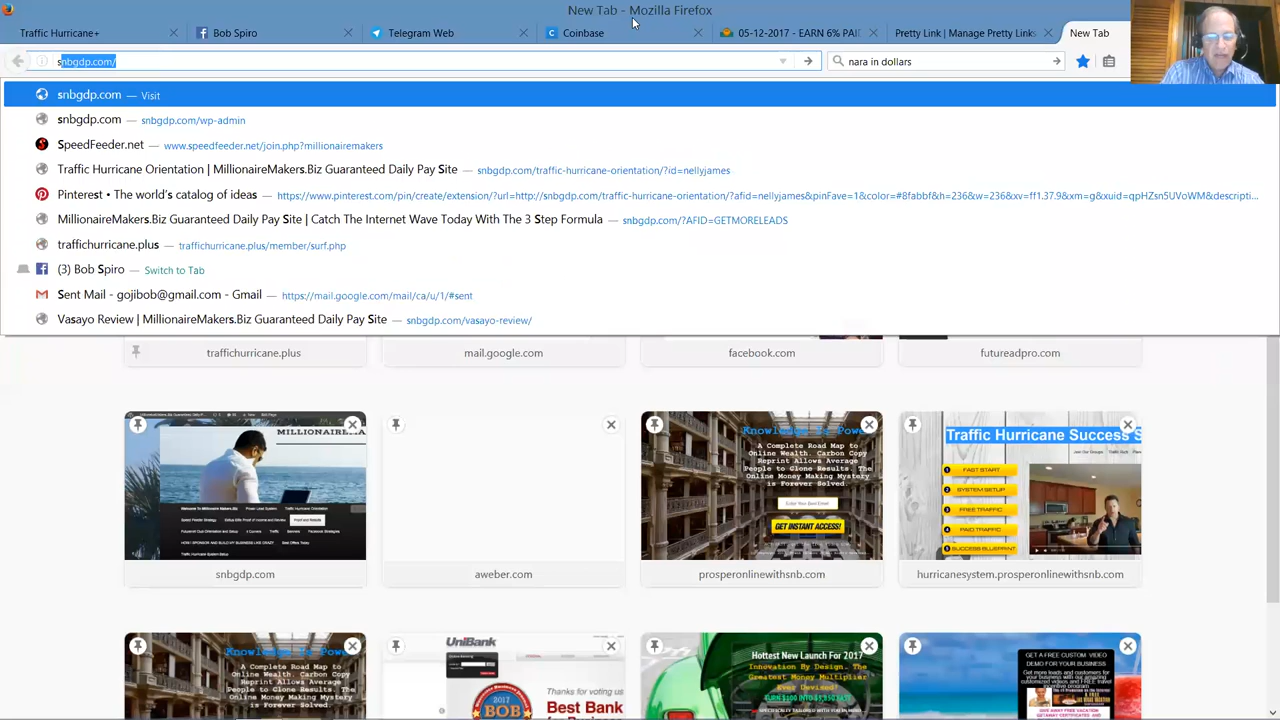 New Tab - Mozilla Firefox
Traffic Hurricane+
Bob Spiro
Telegram Web
Coinbase
05-12-2017 - EARN 6% PAI
Pretty Link | Manage Pretty Links
New Tab
snbgdp.com/
nara in dollars
snbgdp.com — Visit
snbgdp.com — snbgdp.com/wp-admin
SpeedFeeder.net — www.speedfeeder.net/join.php?millionairemakers
Traffic Hurricane Orientation | MillionaireMakers.Biz Guaranteed Daily Pay Site — snbgdp.com/traffic-hurricane-orientation/?id=nellyjames
Pinterest • The world's catalog of ideas — https://www.pinterest.com/pin/create/extension/?url=http://snbgdp.com/traffic-hurricane-orientation/?afid=nellyjames&pinFave=1&color=#8fabbf&h=236&w=236&xv=ff1.37.9&xm=g&xuid=qpHZsn5UVoWM&descripti...
MillionaireMakers.Biz Guaranteed Daily Pay Site | Catch The Internet Wave Today With The 3 Step Formula — snbgdp.com/?AFID=GETMORELEADS
traffichurricane.plus — traffichurricane.plus/member/surf.php
(3) Bob Spiro — Switch to Tab
Sent Mail - gojibob@gmail.com - Gmail — https://mail.google.com/mail/ca/u/1/#sent
Vasayo Review | MillionaireMakers.Biz Guaranteed Daily Pay Site — snbgdp.com/vasayo-review/
traffichurricane.plus
mail.google.com
facebook.com
futureadpro.com
MILLIONAIREMA
Knowledge is Powe
A Complete Road Map to
Online Wealth. Carbon Copy
Reprint Allows Average
People to Clone Results. The
Online Money Making Mystery
is Forever Solved.
Enter Your Best Email
GET INSTANT ACCESS!
Traffic Hurricane Success S
1 FAST START
2 SYSTEM SETUP
3 FREE TRAFFIC
4 PAID TRAFFIC
5 SUCCESS BLUEPRINT
snbgdp.com
aweber.com
prosperonlinewithsnb.com
hurricanesystem.prosperonlinewithsnb.com
Knowledge is Powe
A Complete Road Map to
Online Wealth. Carbon Copy
Reprint Allows Average
People to Clone Results. The
UniBank
2017
BOB
Thanks for voting us
Best Bank
Hottest New Launch For 2017
Innovation By Design. The
Greatest Money Multiplier
Ever Devised!
GET A FREE CUSTOM VIDEO
DEMO FOR YOUR BUSINESS